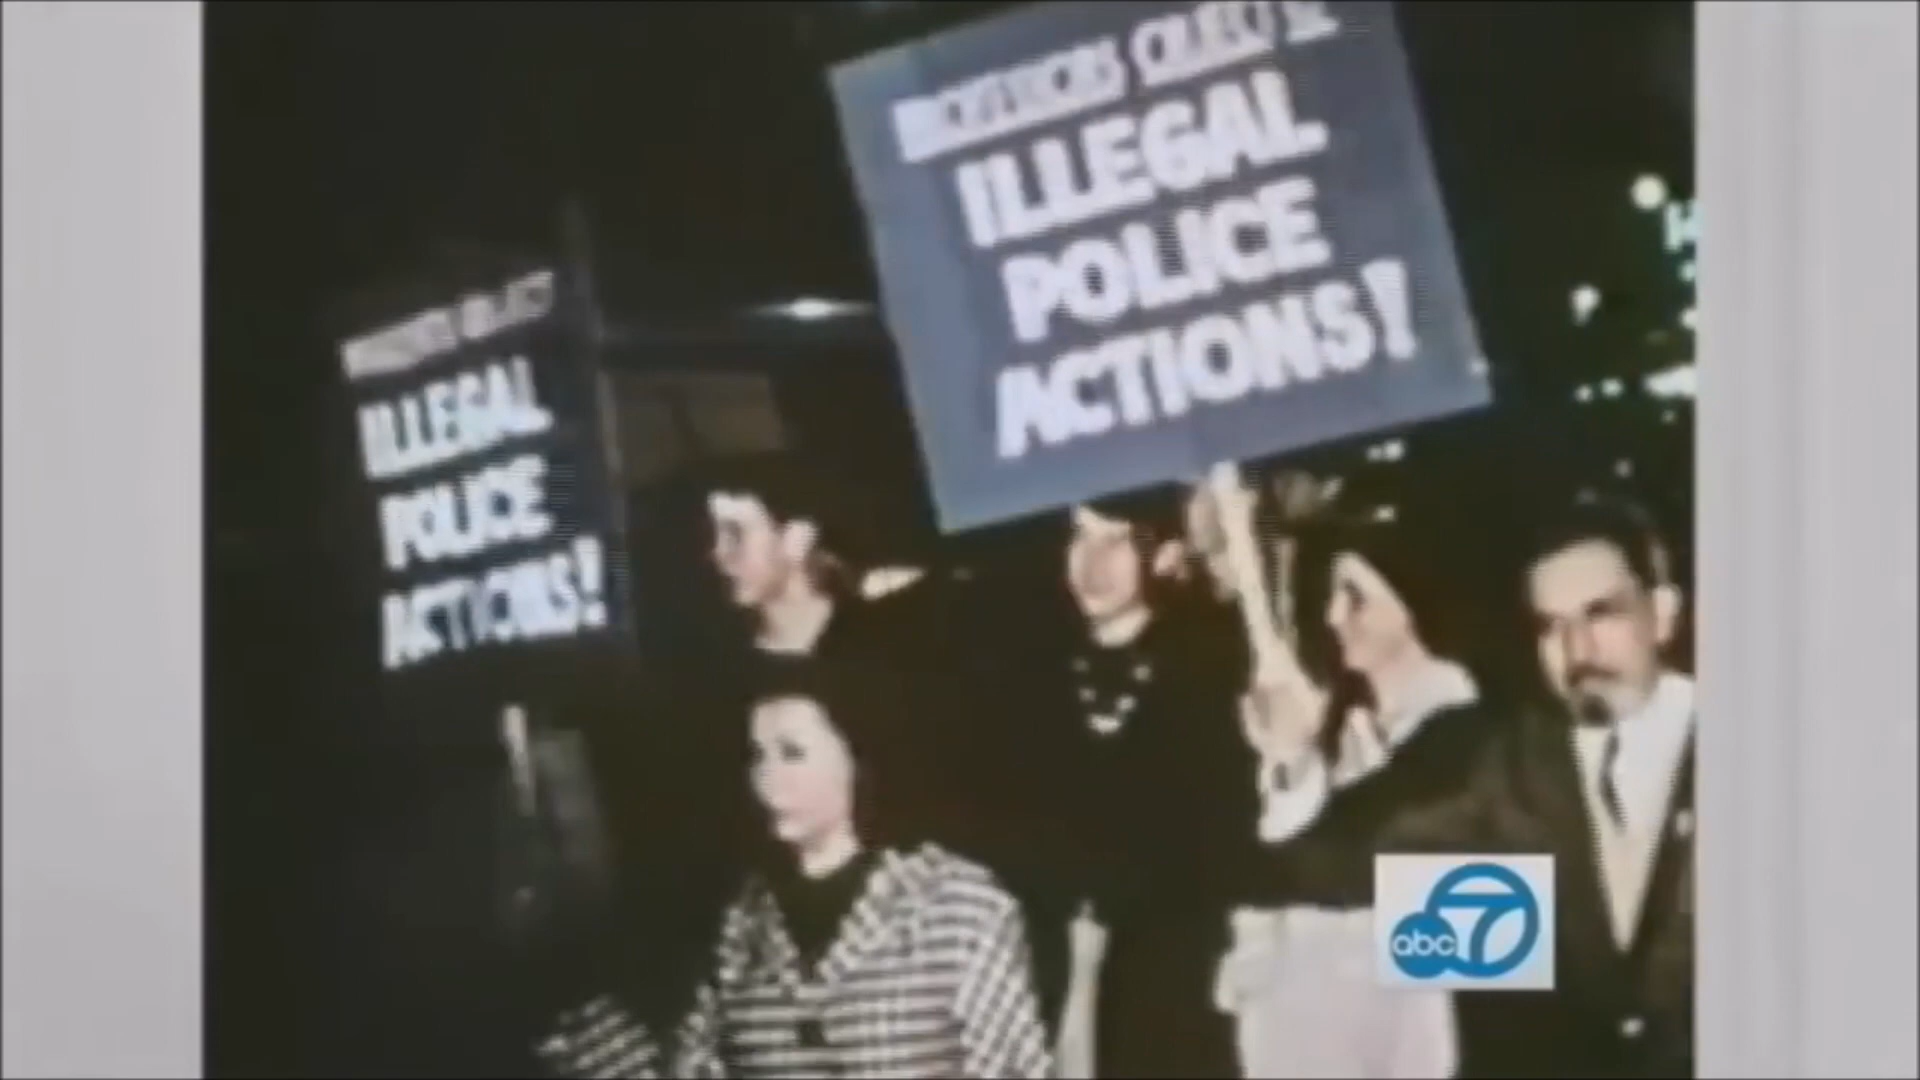 ILLEGAL
POLICE
ACTIONS!
ILLEGAL
POLICE
ACTIONS!
abc 7